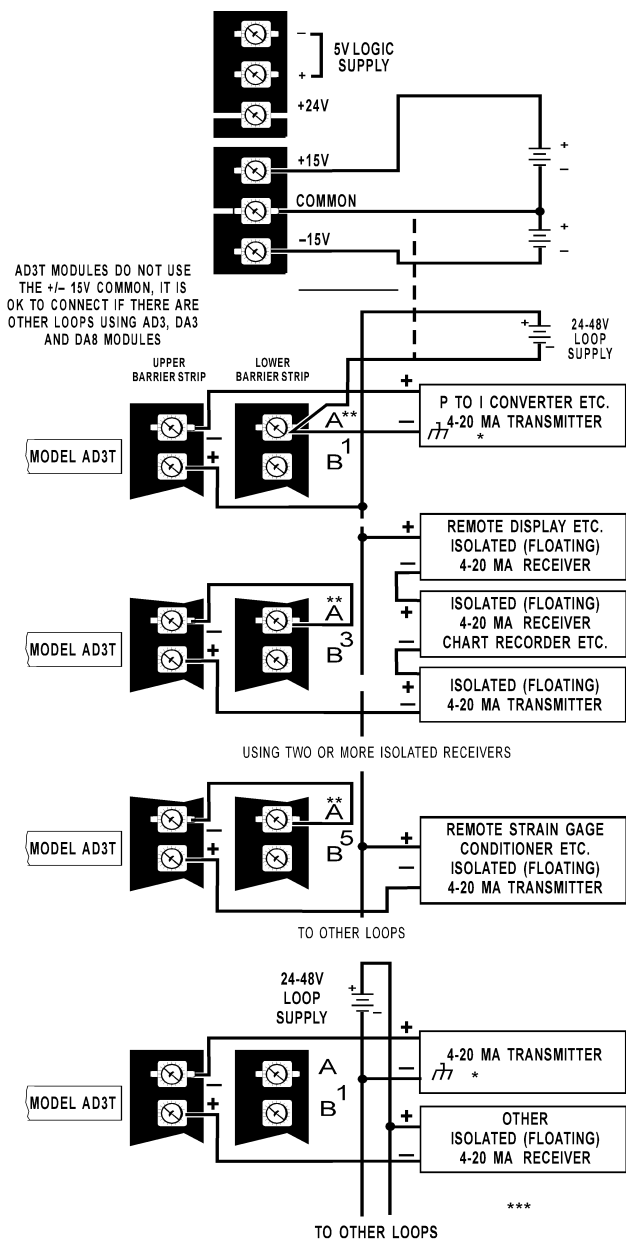 −
5V LOGIC
SUPPLY
+
+24V
+15V
+
−
COMMON
+
−15V
−
AD3T MODULES DO NOT USE
THE +/− 15V COMMON, IT IS
OK TO CONNECT IF THERE ARE
OTHER LOOPS USING AD3, DA3
AND DA8 MODULES
+
−
24-48V
LOOP
SUPPLY
UPPER
BARRIER STRIP
LOWER
BARRIER STRIP
MODEL AD3T
−
+
A**
1
B
+
−
P TO I CONVERTER ETC.
4-20 MA TRANSMITTER
*
+
−
REMOTE DISPLAY ETC.
ISOLATED (FLOATING)
4-20 MA RECEIVER
MODEL AD3T
−
+
**
A
3
B
+
−
ISOLATED (FLOATING)
4-20 MA RECEIVER
CHART RECORDER ETC.
+
−
ISOLATED (FLOATING)
4-20 MA TRANSMITTER
USING TWO OR MORE ISOLATED RECEIVERS
MODEL AD3T
−
+
**
A
5
B
+
−
REMOTE STRAIN GAGE
CONDITIONER ETC.
ISOLATED (FLOATING)
4-20 MA TRANSMITTER
TO OTHER LOOPS
24-48V
LOOP
SUPPLY
+
−
MODEL AD3T
−
+
A
1
B
+
−
4-20 MA TRANSMITTER
*
+
−
OTHER
ISOLATED (FLOATING)
4-20 MA RECEIVER
***
TO OTHER LOOPS